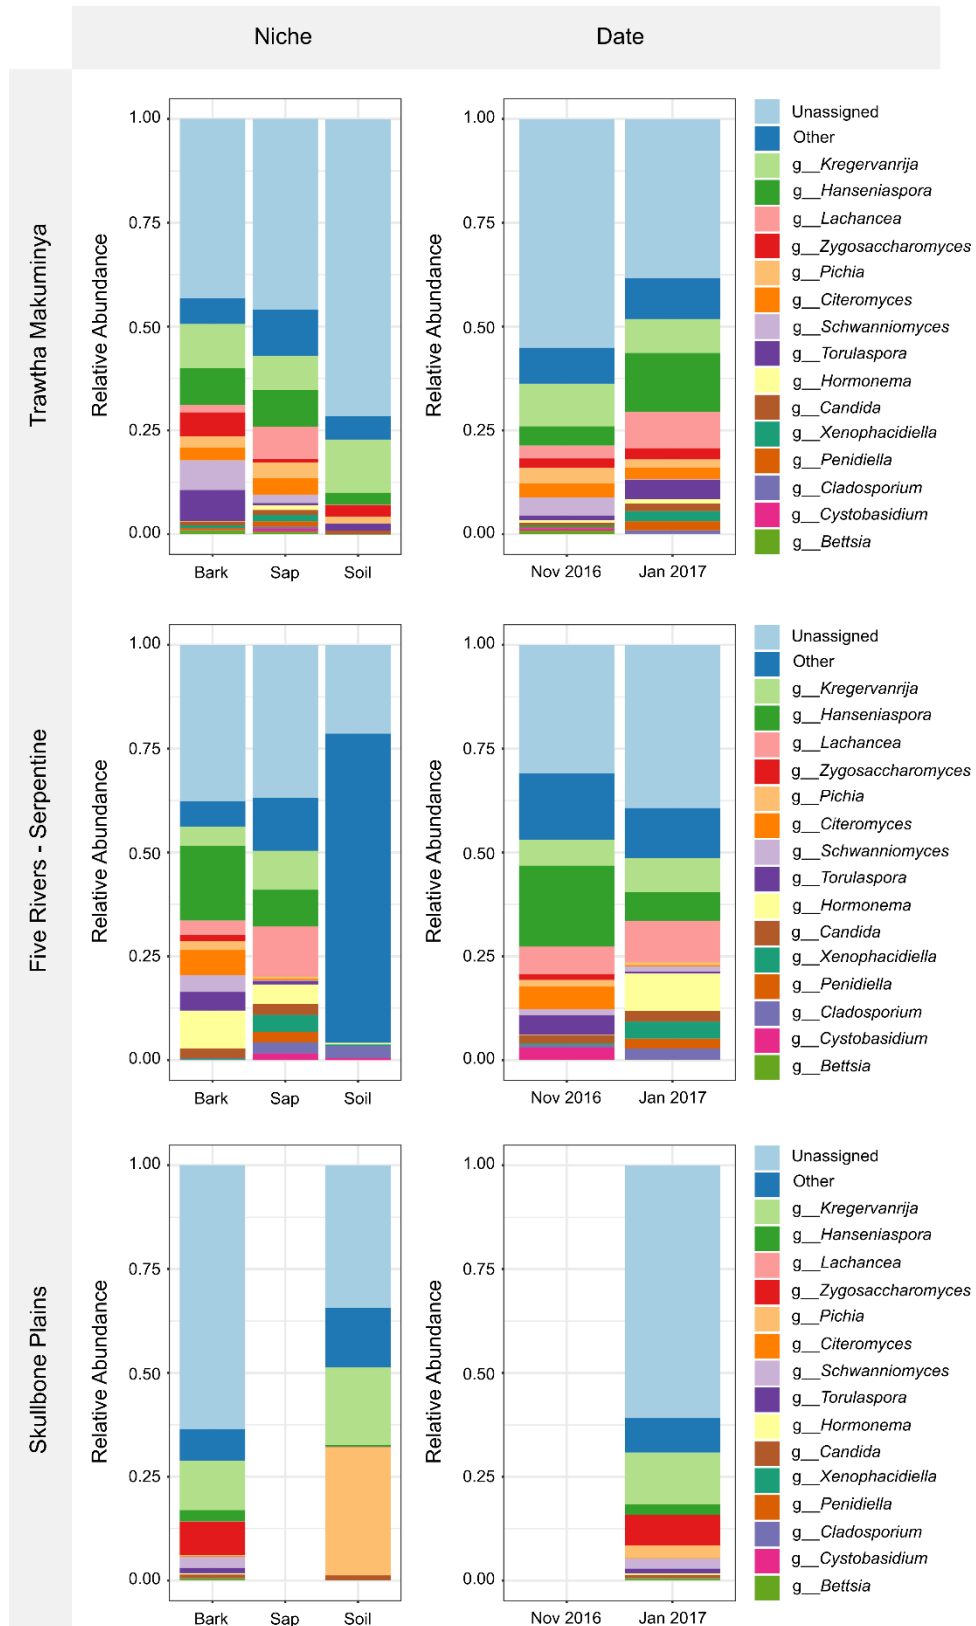 Niche
Date
Trawtha Makuminya
Relative Abundance
1.00
0.75
0.50
0.25
0.00
Bark
Sap
Soil
Relative Abundance
1.00
0.75
0.50
0.25
0.00
Nov 2016
Jan 2017
Unassigned
Other
g__Kregervanrija
g__Hanseniaspora
g__Lachancea
g__Zygosaccharomyces
g__Pichia
g__Citeromyces
g__Schwanniomyces
g__Torulaspora
g__Hormonema
g__Candida
g__Xenophacidiella
g__Penidiella
g__Cladosporium
g__Cystobasidium
g__Bettsia
Five Rivers - Serpentine
Relative Abundance
1.00
0.75
0.50
0.25
0.00
Bark
Sap
Soil
Relative Abundance
1.00
0.75
0.50
0.25
0.00
Nov 2016
Jan 2017
Unassigned
Other
g__Kregervanrija
g__Hanseniaspora
g__Lachancea
g__Zygosaccharomyces
g__Pichia
g__Citeromyces
g__Schwanniomyces
g__Torulaspora
g__Hormonema
g__Candida
g__Xenophacidiella
g__Penidiella
g__Cladosporium
g__Cystobasidium
g__Bettsia
Skullbone Plains
Relative Abundance
1.00
0.75
0.50
0.25
0.00
Bark
Sap
Soil
Relative Abundance
1.00
0.75
0.50
0.25
0.00
Nov 2016
Jan 2017
Unassigned
Other
g__Kregervanrija
g__Hanseniaspora
g__Lachancea
g__Zygosaccharomyces
g__Pichia
g__Citeromyces
g__Schwanniomyces
g__Torulaspora
g__Hormonema
g__Candida
g__Xenophacidiella
g__Penidiella
g__Cladosporium
g__Cystobasidium
g__Bettsia